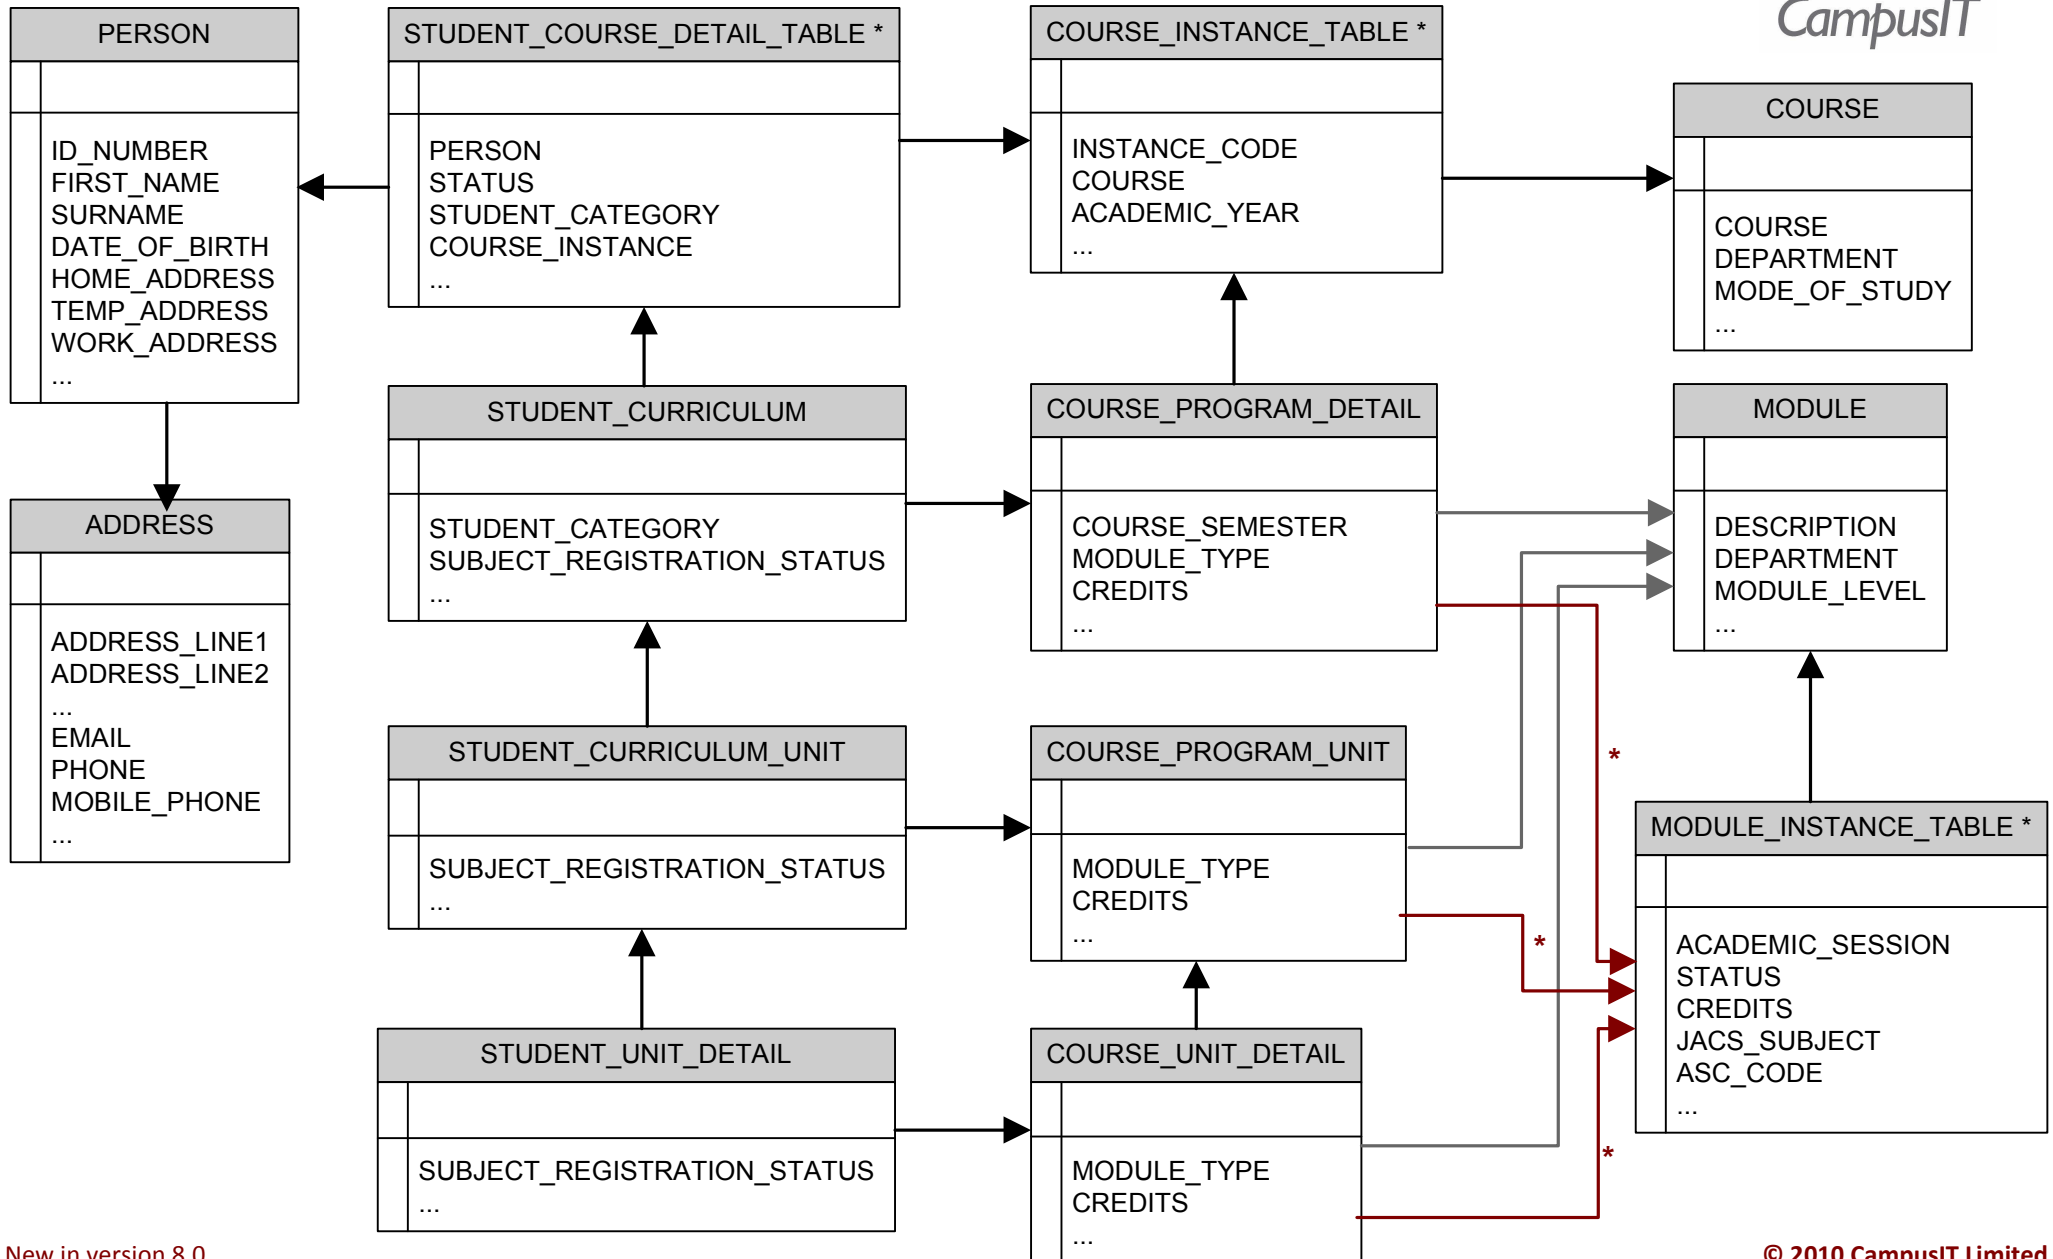 CampusIT
PERSON
ID_NUMBER
FIRST_NAME
SURNAME
DATE_OF_BIRTH
HOME_ADDRESS
TEMP_ADDRESS
WORK_ADDRESS
...
STUDENT_COURSE_DETAIL_TABLE *
PERSON
STATUS
STUDENT_CATEGORY
COURSE_INSTANCE
...
COURSE_INSTANCE_TABLE *
INSTANCE_CODE
COURSE
ACADEMIC_YEAR
...
COURSE
COURSE
DEPARTMENT
MODE_OF_STUDY
...
ADDRESS
ADDRESS_LINE1
ADDRESS_LINE2
...
EMAIL
PHONE
MOBILE_PHONE
...
STUDENT_CURRICULUM
STUDENT_CATEGORY
SUBJECT_REGISTRATION_STATUS
...
COURSE_PROGRAM_DETAIL
COURSE_SEMESTER
MODULE_TYPE
CREDITS
...
MODULE
DESCRIPTION
DEPARTMENT
MODULE_LEVEL
...
STUDENT_CURRICULUM_UNIT
SUBJECT_REGISTRATION_STATUS
...
COURSE_PROGRAM_UNIT
MODULE_TYPE
CREDITS
...
*
*
MODULE_INSTANCE_TABLE *
ACADEMIC_SESSION
STATUS
CREDITS
JACS_SUBJECT
ASC_CODE
...
STUDENT_UNIT_DETAIL
SUBJECT_REGISTRATION_STATUS
...
COURSE_UNIT_DETAIL
MODULE_TYPE
CREDITS
...
*
New in version 8.0
© 2010 CampusIT Limited